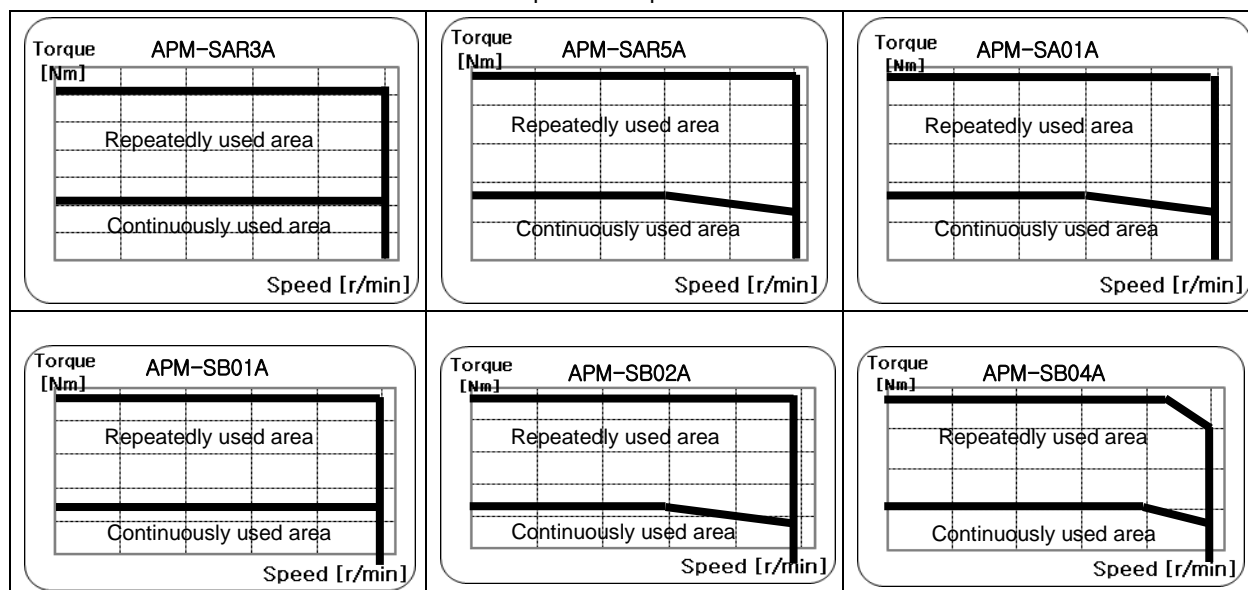 Torque
[Nm]
APM-SAR3A
Repeatedly used area
Continuously used area
Speed [r/min]
Torque
[Nm]
APM-SAR5A
Repeatedly used area
Continuously used area
Speed [r/min]
Torque
[Nm]
APM-SA01A
Repeatedly used area
Continuously used area
Speed [r/min]
Torque
[Nm]
APM-SB01A
Repeatedly used area
Continuously used area
Speed [r/min]
Torque
[Nm]
APM-SB02A
Repeatedly used area
Continuously used area
Speed [r/min]
Torque
[Nm]
APM-SB04A
Repeatedly used area
Continuously used area
Speed [r/min]